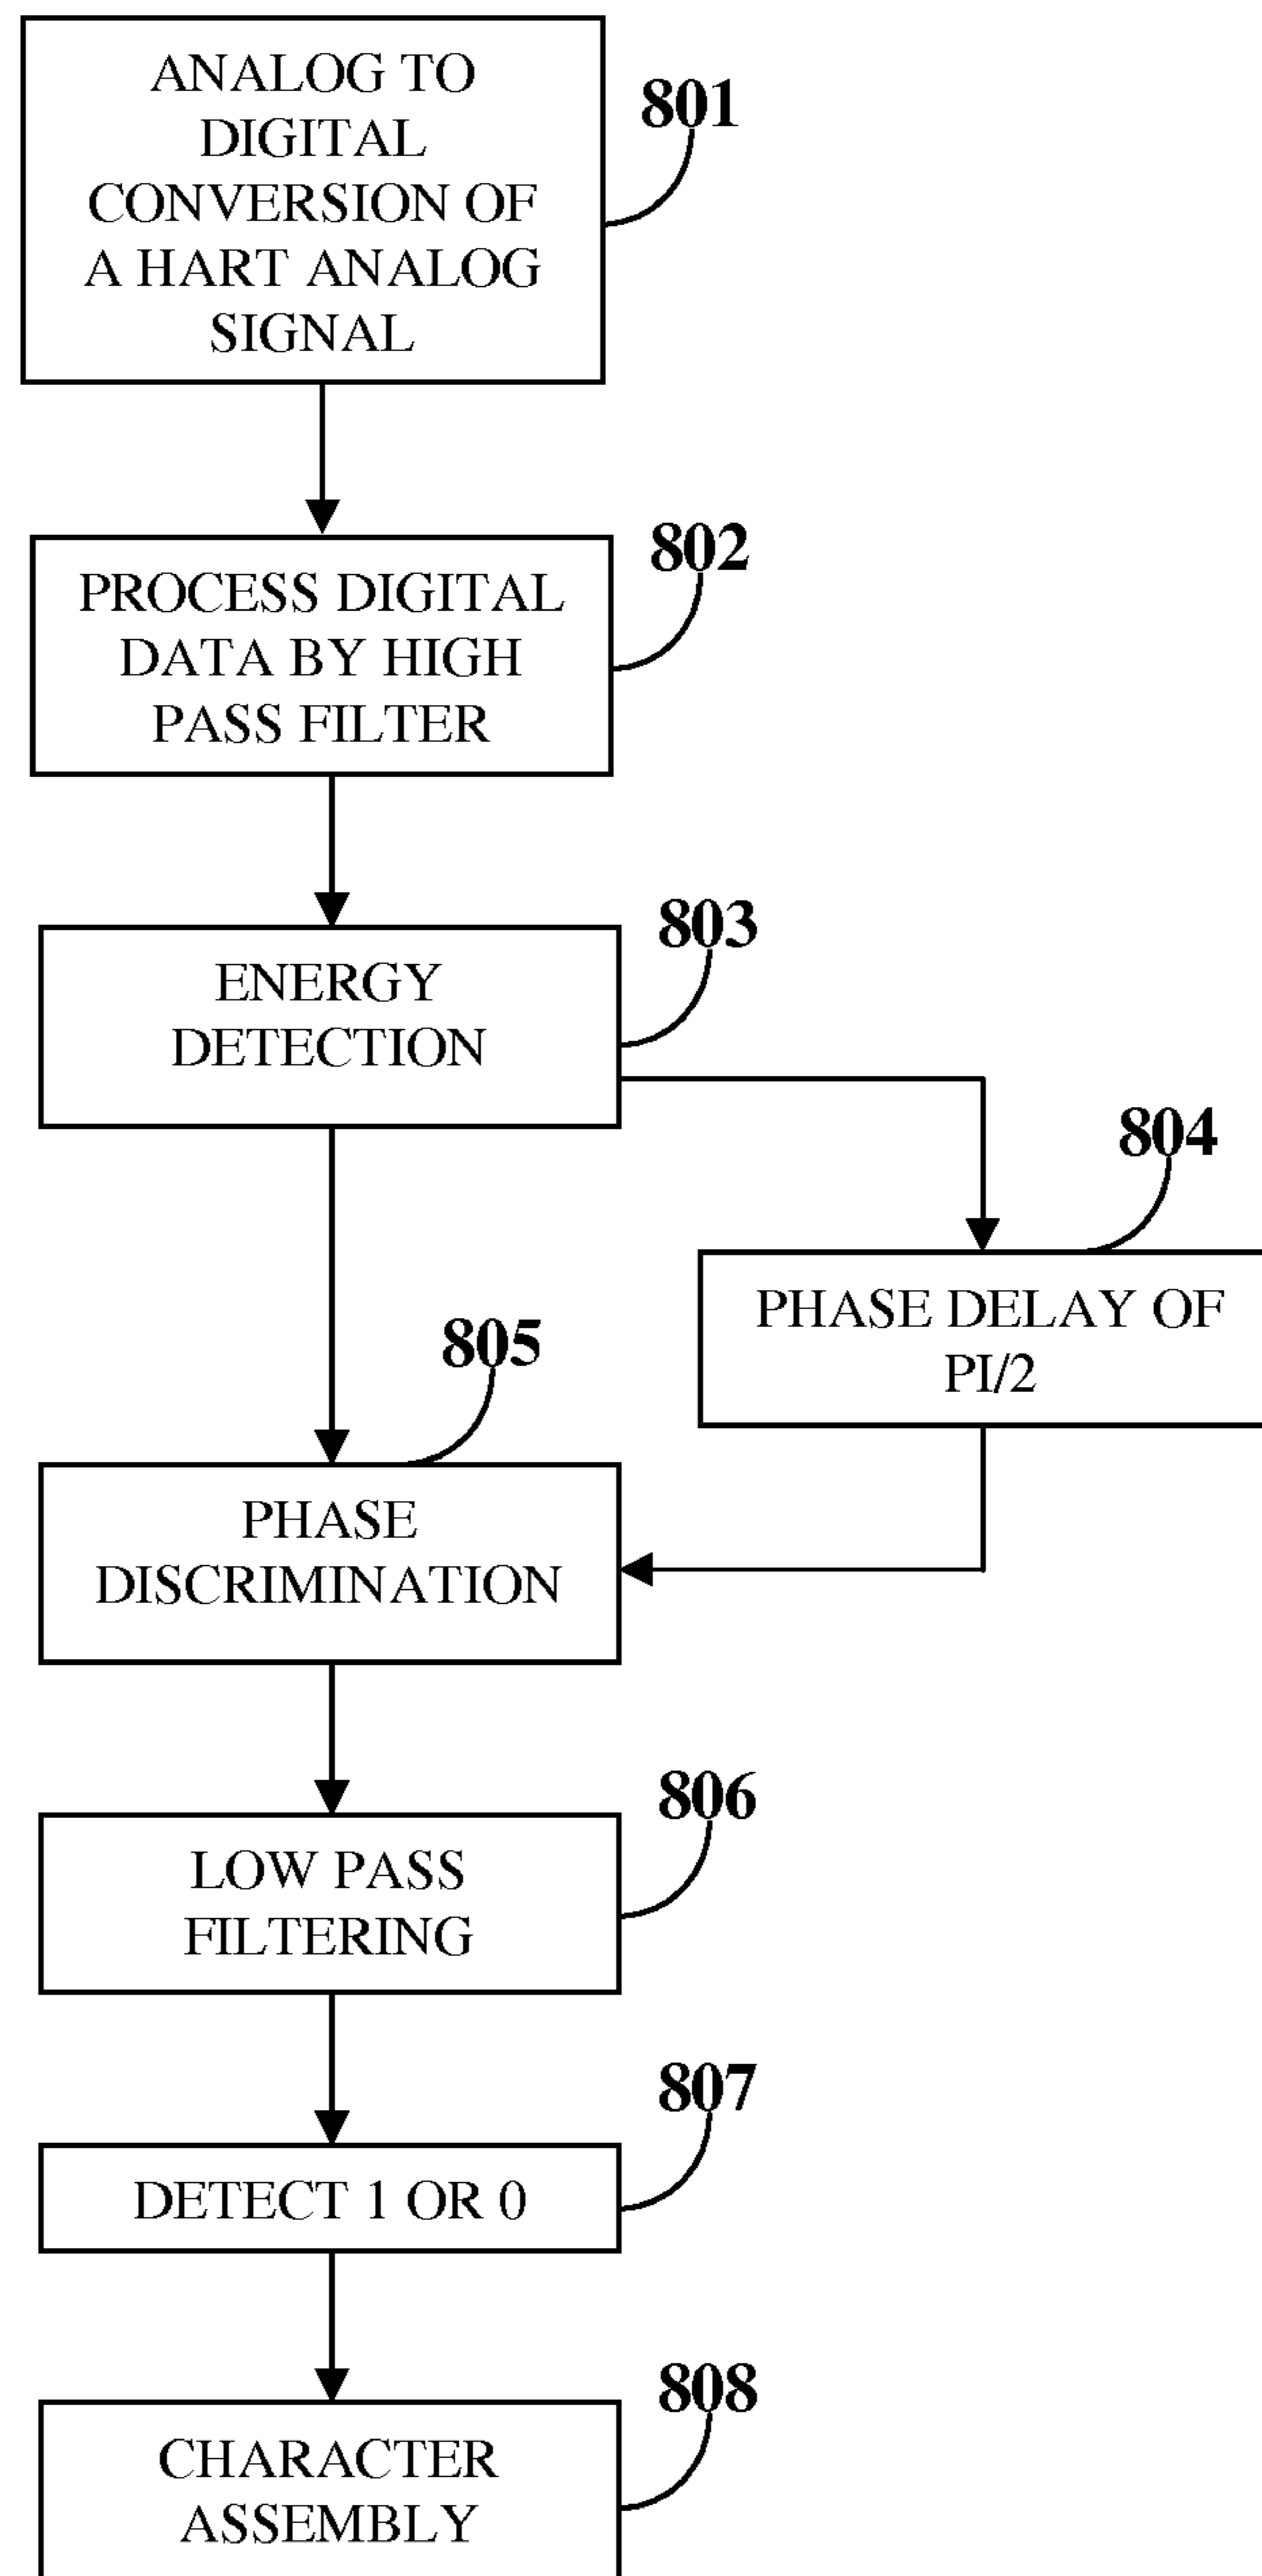 ANALOG TO
DIGITAL
CONVERSION OF
A HART ANALOG
SIGNAL
801
PROCESS DIGITAL
DATA BY HIGH
PASS FILTER
802
ENERGY
DETECTION
803
PHASE DELAY OF
PI/2
804
PHASE
DISCRIMINATION
805
LOW PASS
FILTERING
806
DETECT 1 OR 0
807
CHARACTER
ASSEMBLY
808